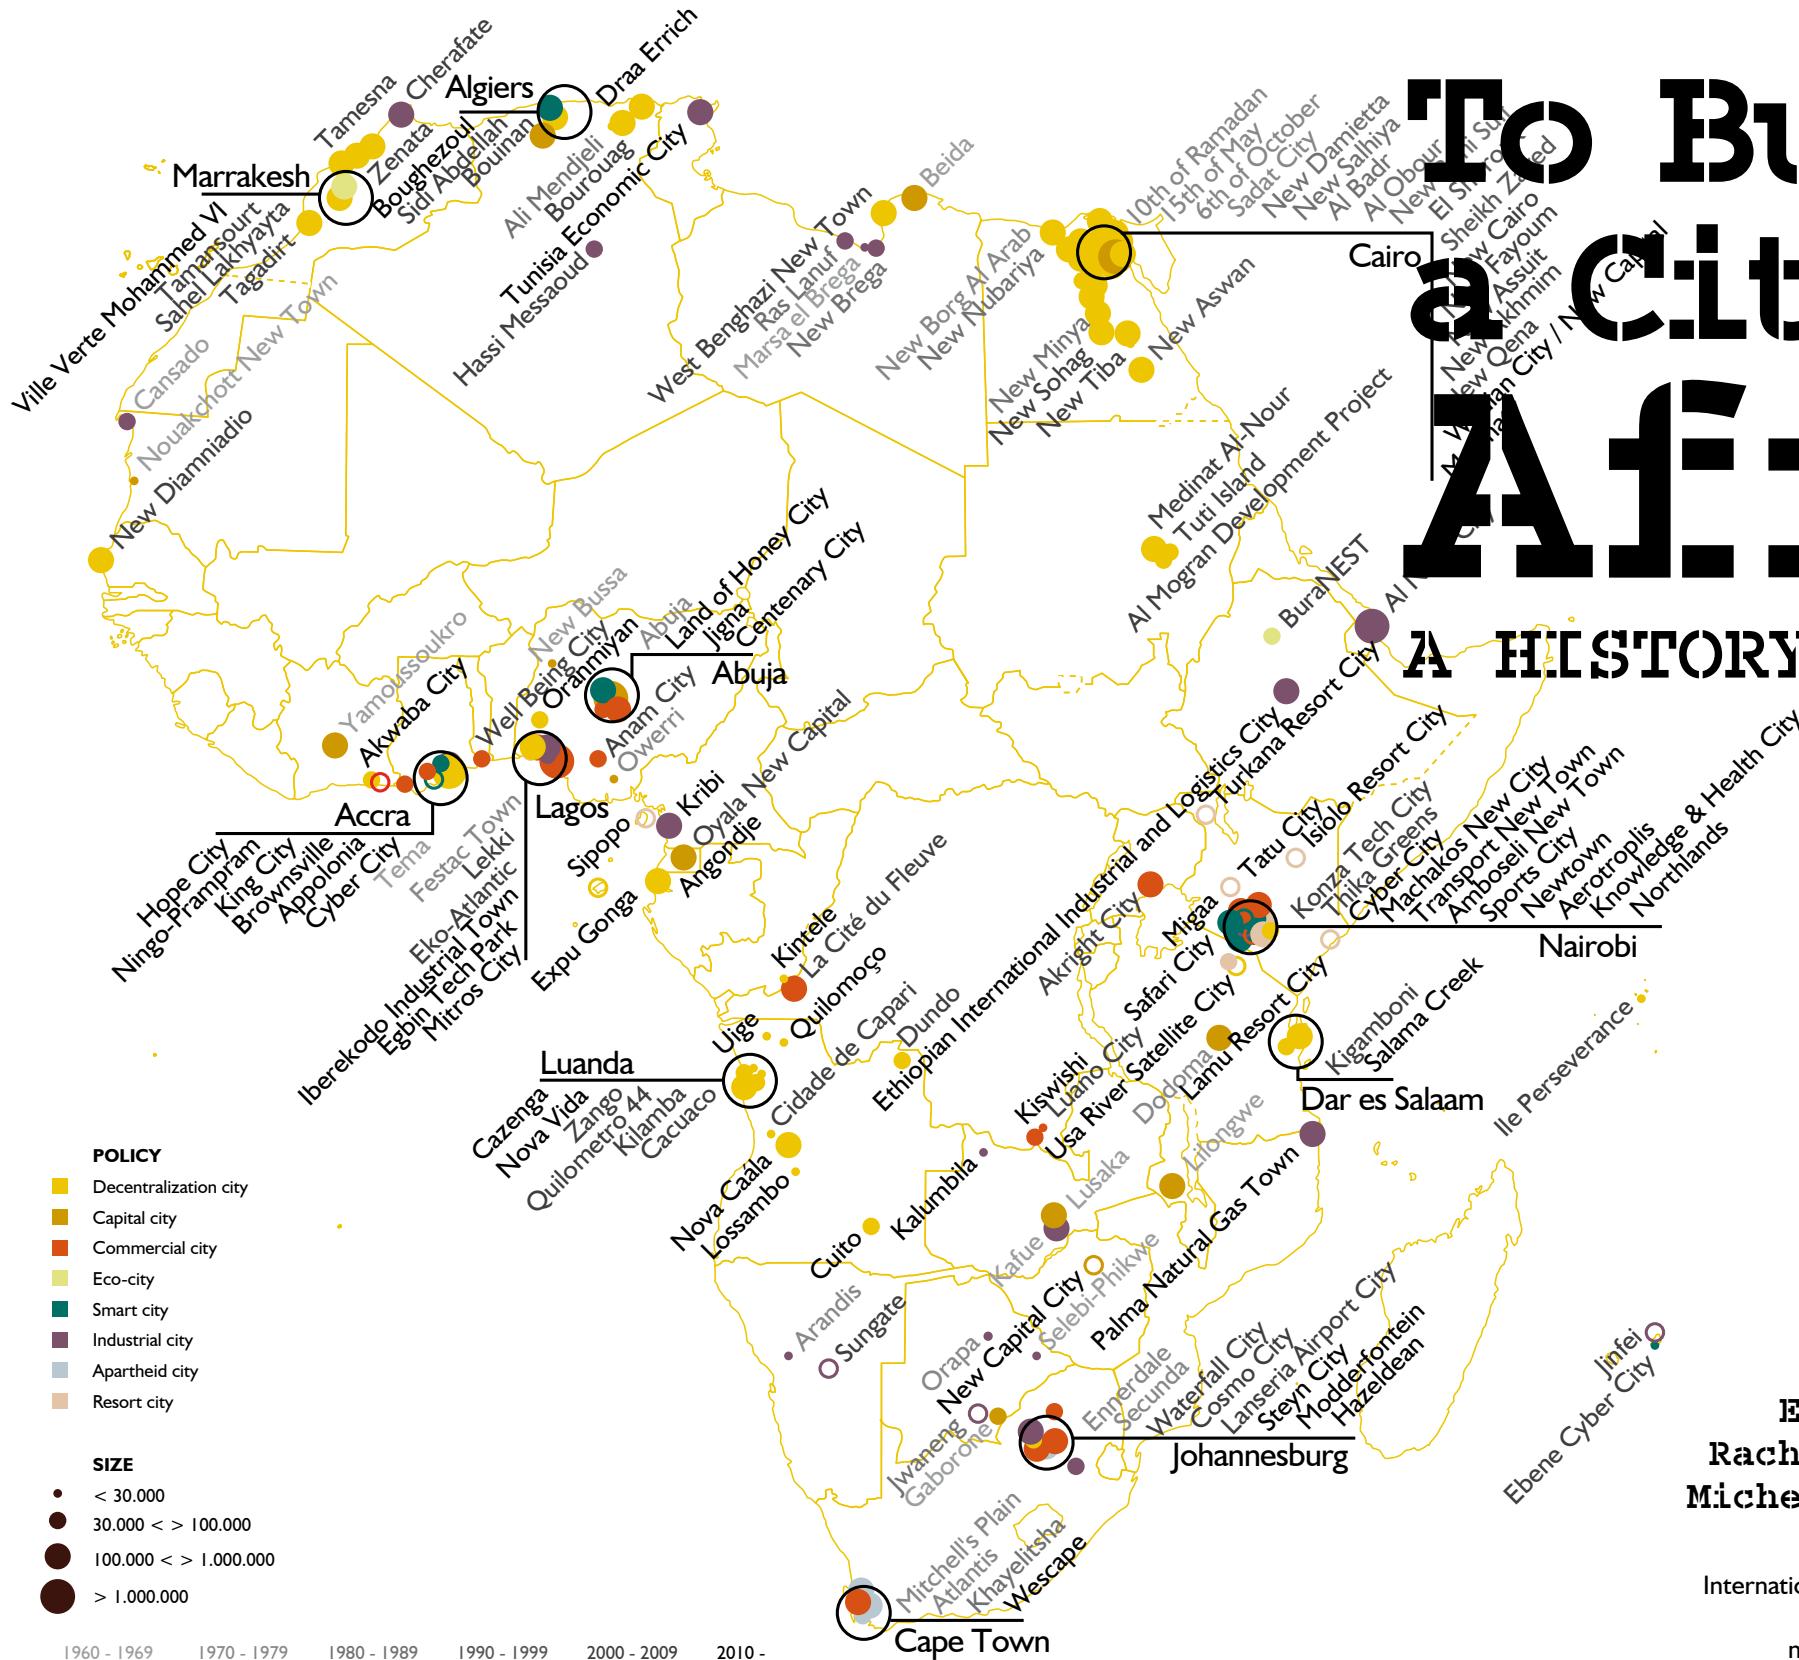 To Bu
a Cit
Af
A HISTORY
Tamesna
Cherafate
Zenata
Marrakesh
Ville Verte Mohammed VI
Tamansourt
Sahel Lakhyayta
Tagadirt
Algiers
Boughezoul
Sidi Abdellah
Bouinan
Draa Errich
Ali Mendjeli
Bourouag
Tunisia Economic City
Hassi Messaoud
West Benghazi New Town
Ras Lanuf
Marsa el Brega
New Brega
Beida
New Borg Al Arab
New Nubariya
Cairo
10th of Ramadan
15th of May
6th of October
Sadat City
New Damietta
New Salhiya
Al Badr
Al Obour
El Shorou
Sheikh Zayed
New Cairo
Fayoum
Assuit
New Akhmim
New Qena
New Minya
New Sohag
New Tiba
New Aswan
Cansado
Nouakchott New Town
New Diamniadio
Medinat Al-Nour
Tuti Island
Al Mogran Development Project
BuraNEST
Yamoussoukro
Akwaba City
Accra
Hope City
Ningo-Prampram
King City
Brownsville
Appolonia
Cyber City
Tema
Well Being City
New Bussa
Oranmiyan
Abuja
Land of Honey City
Jigna
Centenary City
Abuja
Anam City
Owerri
Lagos
Festac Town
Lekki
Eko-Atlantic
Iberekodo Industrial Town
Egbin Tech Park
Mitros City
Sipopo
Kribi
Oyala New Capital
Angondje
Expu Gonga
Kintele
La Cité du Fleuve
Quilomoço
Uige
Luanda
Cazenga
Nova Vida
Zango
Quilometro 44
Kilamba
Cacuaco
Cidade de Capari
Dundo
Nova Caála
Lossambo
Cuito
Kalumbila
Kiswishi
Luano City
Ethiopian International Industrial and Logistics City
Turkana Resort City
Akright City
Tatu City
Isiolo Resort City
Migaa
Safari City
Usa River Satellite City
Lamu Resort City
Nairobi
Konza Tech City
Thika Greens
Cyber City
Machakos New City
Transport New Town
Amboseli New Town
Sports City
Newtown
Aerotroplis
Knowledge & Health City
Northlands
Dodoma
Kigamboni
Salama Creek
Dar es Salaam
Ile Perseverance
Lilongwe
Lusaka
Kafue
Palma Natural Gas Town
Selebi-Phikwe
New Capital City
Orapa
Arandis
Sungate
Jwaneng
Gaborone
Ennerdale
Secunda
Waterfall City
Cosmo City
Lanseria Airport City
Steyn City
Modderfontein
Hazeldean
Johannesburg
Jinfei
Ebene Cyber City
Mitchell's Plain
Atlantis
Khayelitsha
Wescape
Cape Town
POLICY
Decentralization city
Capital city
Commercial city
Eco-city
Smart city
Industrial city
Apartheid city
Resort city
SIZE
< 30.000
30.000 < > 100.000
100.000 < > 1.000.000
> 1.000.000
1960 - 1969 1970 - 1979 1980 - 1989 1990 - 1999 2000 - 2009 2010 -
E
Rach
Miche
Internatio